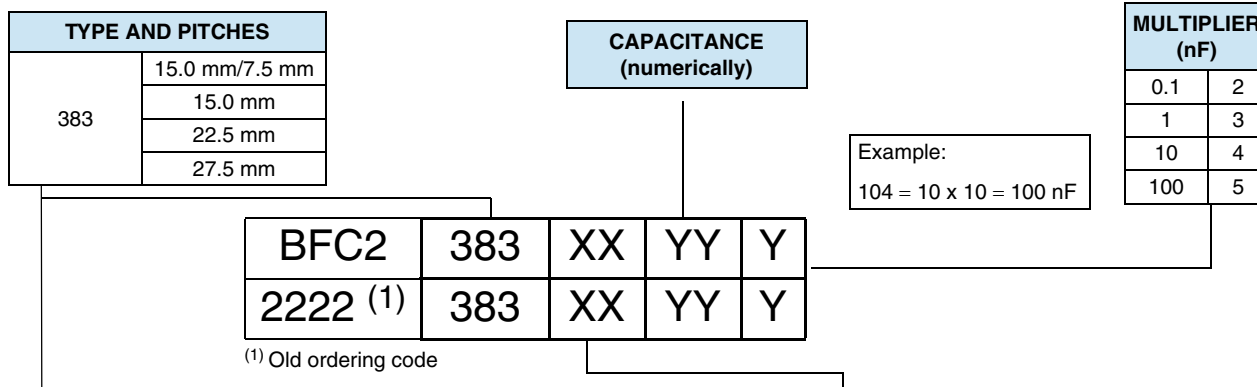 TYPE AND PITCHES
383
15.0 mm/7.5 mm
15.0 mm
22.5 mm
27.5 mm
CAPACITANCE
(numerically)
MULTIPLIER
(nF)
0.1 2
1 3
10 4
100 5
Example:
104 = 10 x 10 = 100 nF
BFC2 383 XX YY Y
2222 (1) 383 XX YY Y
(1) Old ordering code